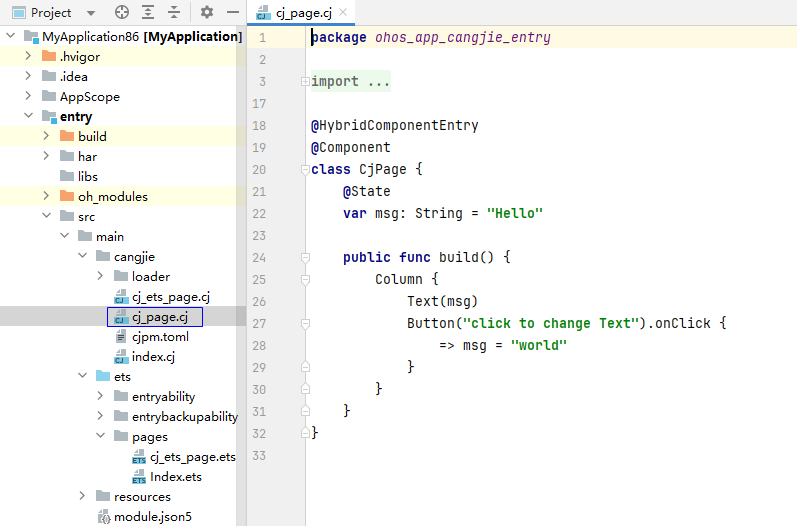 Project
cj_page.cj
MyApplication86 [MyApplication]
.hvigor
.idea
AppScope
entry
build
har
libs
oh_modules
src
main
cangjie
loader
cj_ets_page.cj
cj_page.cj
cjpm.toml
index.cj
ets
entryability
entrybackupability
pages
cj_ets_page.ets
Index.ets
resources
module.json5
1 package ohos_app_cangjie_entry
2
3 import ...
17
18 @HybridComponentEntry
19 @Component
20 class CjPage {
21 @State
22 var msg: String = "Hello"
23
24 public func build() {
25 Column {
26 Text(msg)
27 Button("click to change Text").onClick {
28 => msg = "world"
29 }
30 }
31 }
32 }
33